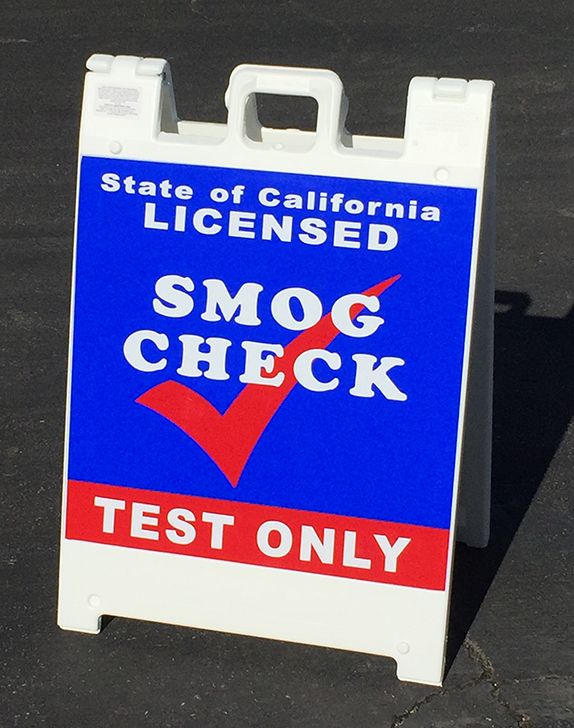 State of California
LICENSED
SMOG
CHECK
TEST ONLY